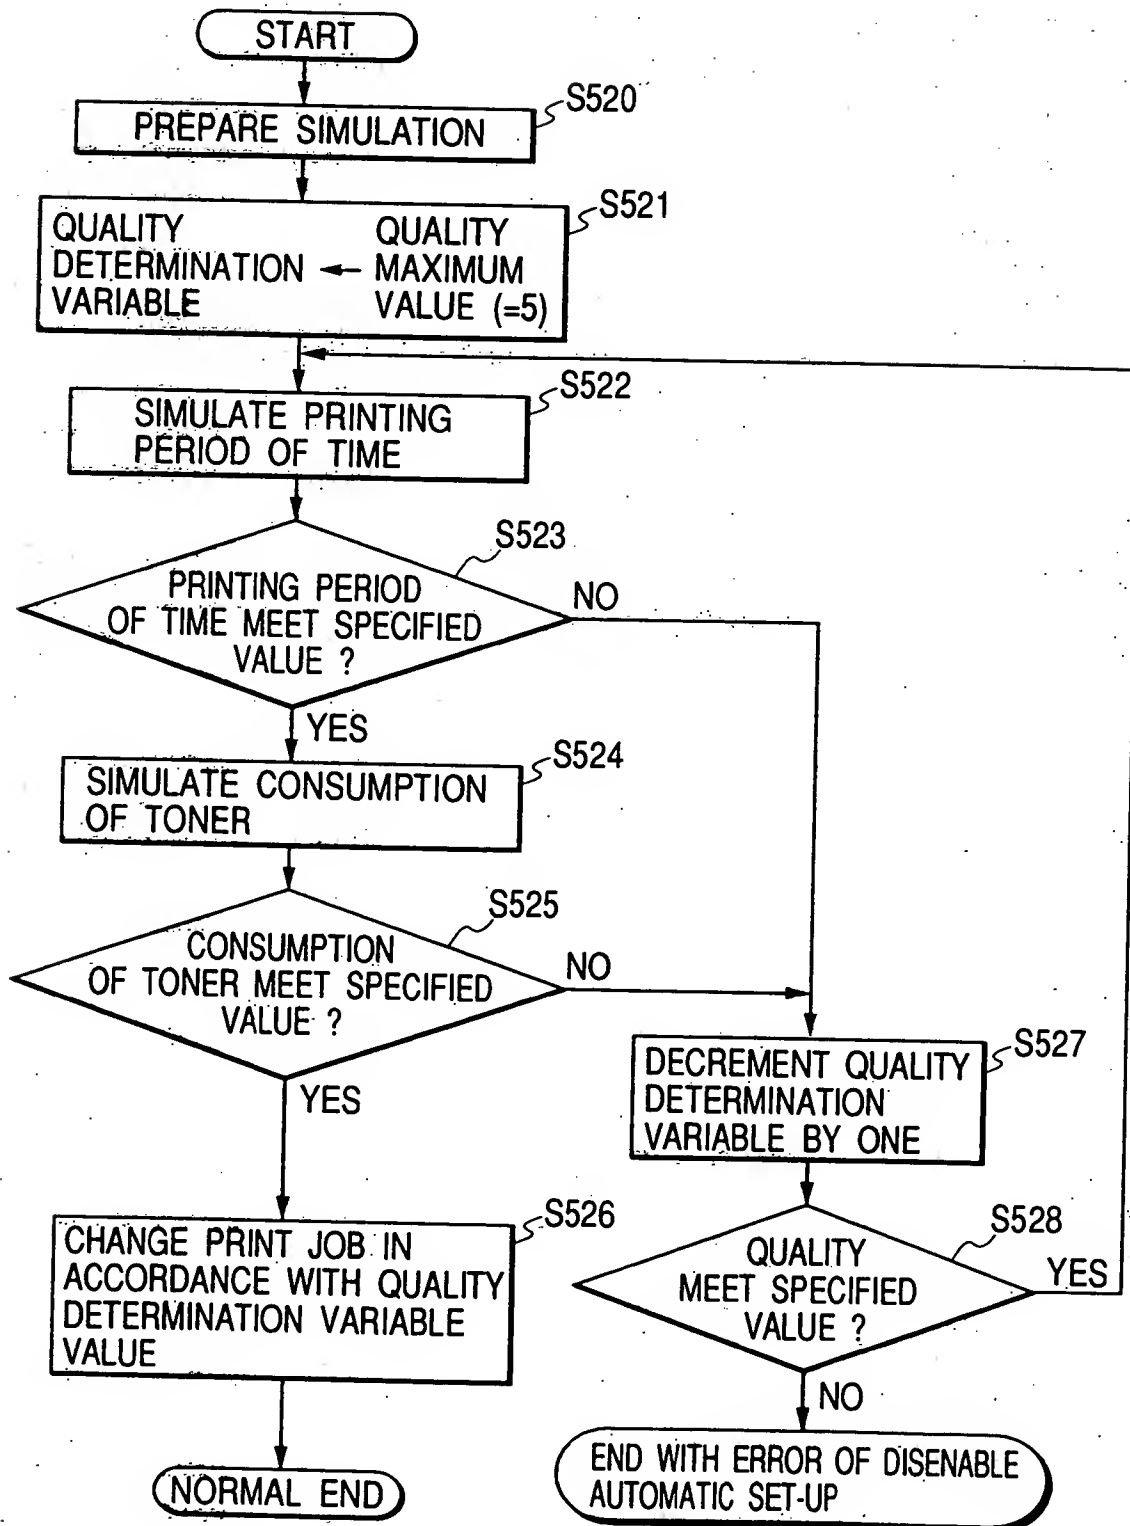 START
S520
PREPARE SIMULATION
S521
QUALITY
DETERMINATION
VARIABLE
←
QUALITY
MAXIMUM
VALUE (=5)
S522
SIMULATE PRINTING
PERIOD OF TIME
S523
PRINTING PERIOD
OF TIME MEET SPECIFIED
VALUE ?
NO
YES
S524
SIMULATE CONSUMPTION
OF TONER
S525
CONSUMPTION
OF TONER MEET SPECIFIED
VALUE ?
NO
YES
S527
DECREMENT QUALITY
DETERMINATION
VARIABLE BY ONE
S526
CHANGE PRINT JOB IN
ACCORDANCE WITH QUALITY
DETERMINATION VARIABLE
VALUE
S528
QUALITY
MEET SPECIFIED
VALUE ?
YES
NO
NORMAL END
END WITH ERROR OF DISENABLE
AUTOMATIC SET-UP